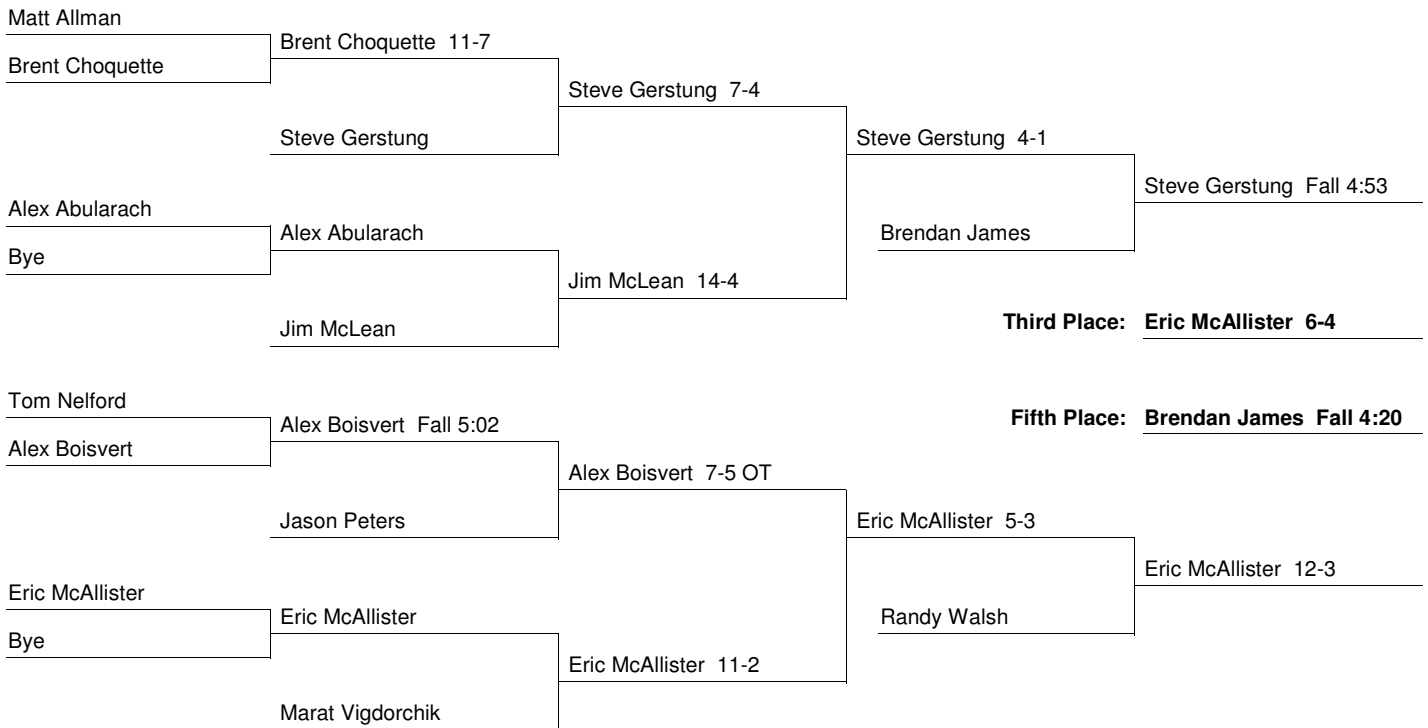 Matt Allman
Brent Choquette 11-7
Brent Choquette
Steve Gerstung 7-4
Steve Gerstung
Steve Gerstung 4-1
Steve Gerstung Fall 4:53
Alex Abularach
Alex Abularach
Brendan James
Bye
Jim McLean 14-4
Jim McLean
Third Place: Eric McAllister 6-4
Tom Nelford
Alex Boisvert Fall 5:02
Fifth Place: Brendan James Fall 4:20
Alex Boisvert
Alex Boisvert 7-5 OT
Jason Peters
Eric McAllister 5-3
Eric McAllister 12-3
Eric McAllister
Eric McAllister
Randy Walsh
Bye
Eric McAllister 11-2
Marat Vigdorchik